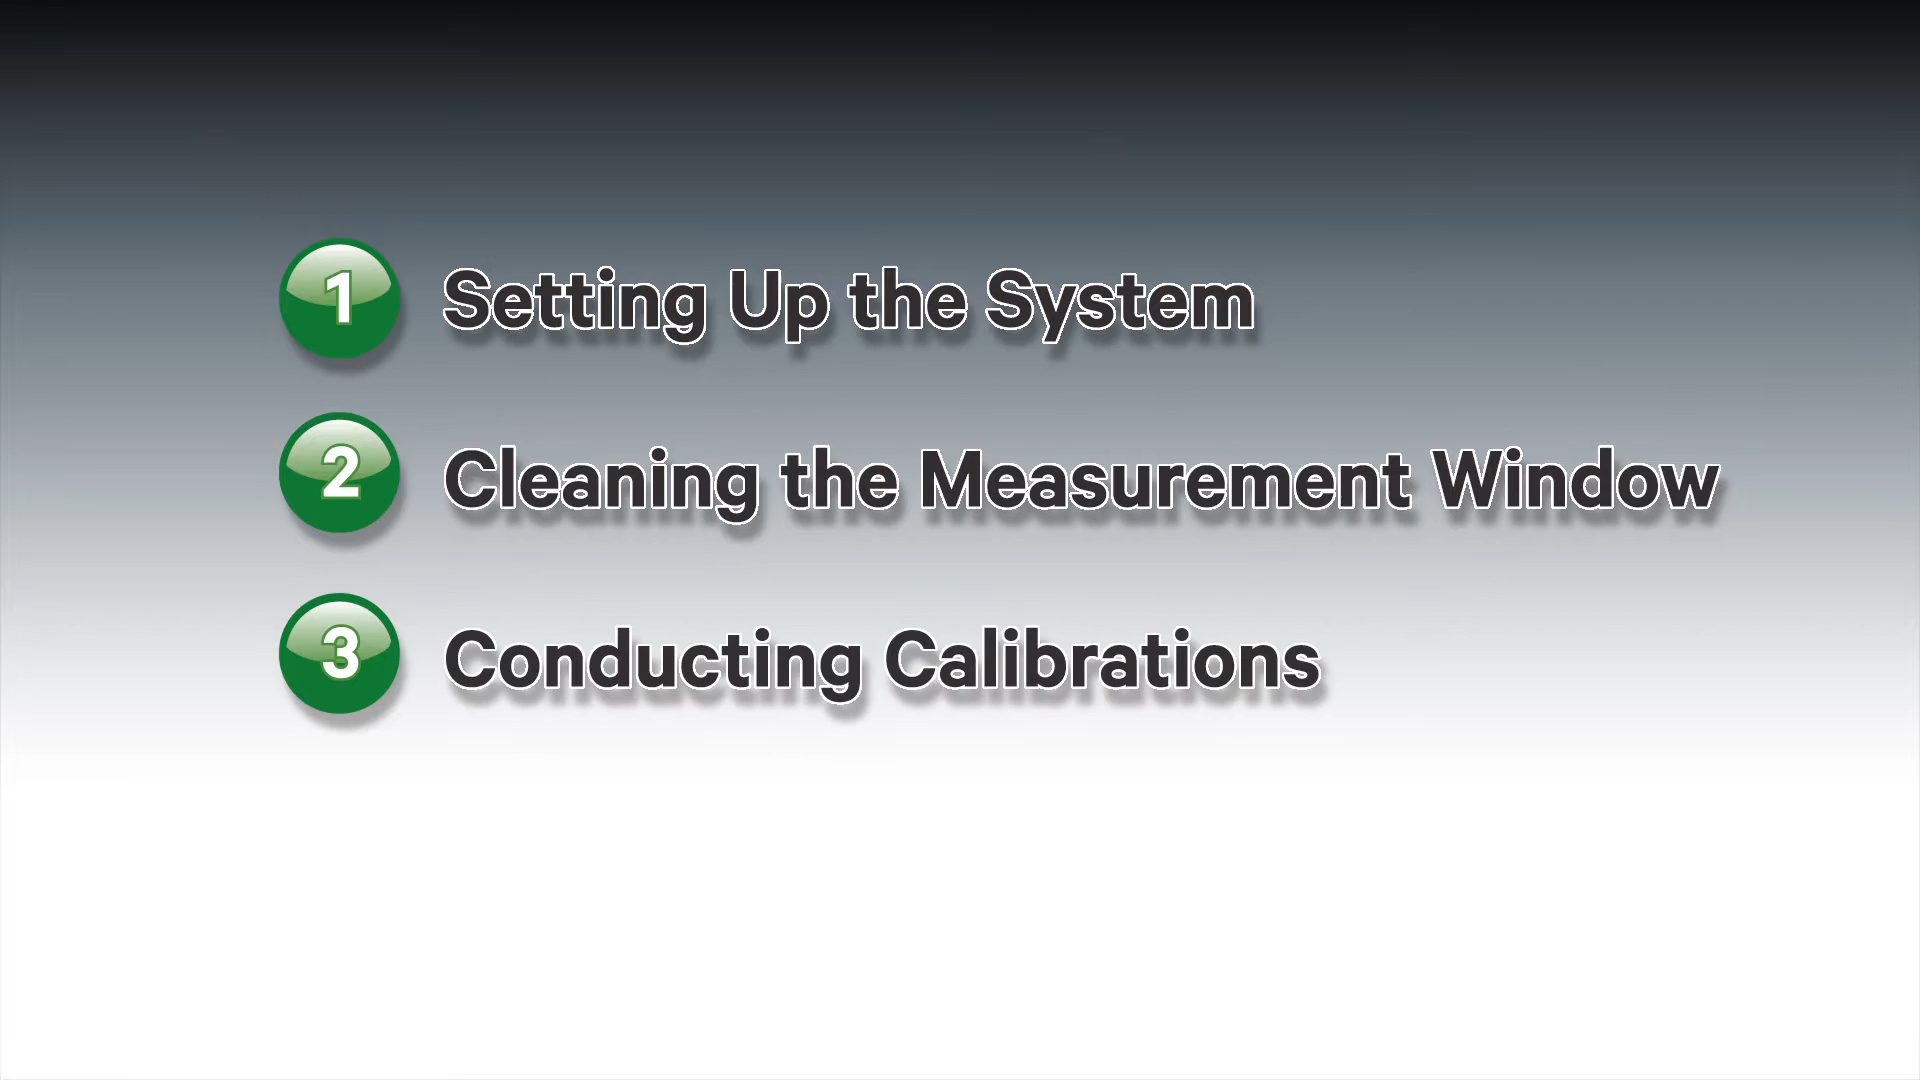 1 Setting Up the System
2 Cleaning the Measurement Window
3 Conducting Calibrations